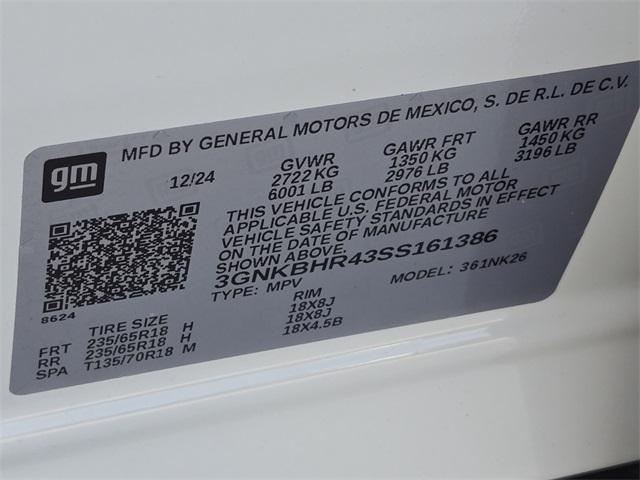 gm
MFD BY GENERAL MOTORS DE MEXICO, S. DE R.L. DE C.V.
12/24 GVWR GAWR FRT GAWR RR
2722 KG 1350 KG 1450 KG
6001 LB 2976 LB 3196 LB
THIS VEHICLE CONFORMS TO ALL
APPLICABLE U.S. FEDERAL MOTOR
VEHICLE SAFETY STANDARDS IN EFFECT
ON THE DATE OF MANUFACTURE
SHOWN ABOVE.
3GNKBHR43SS161386
TYPE: MPV MODEL: 361NK26
8624
TIRE SIZE RIM
FRT 235/65R18 H 18X8J
RR 235/65R18 H 18X8J
SPA T135/70R18 M 18X4.5B